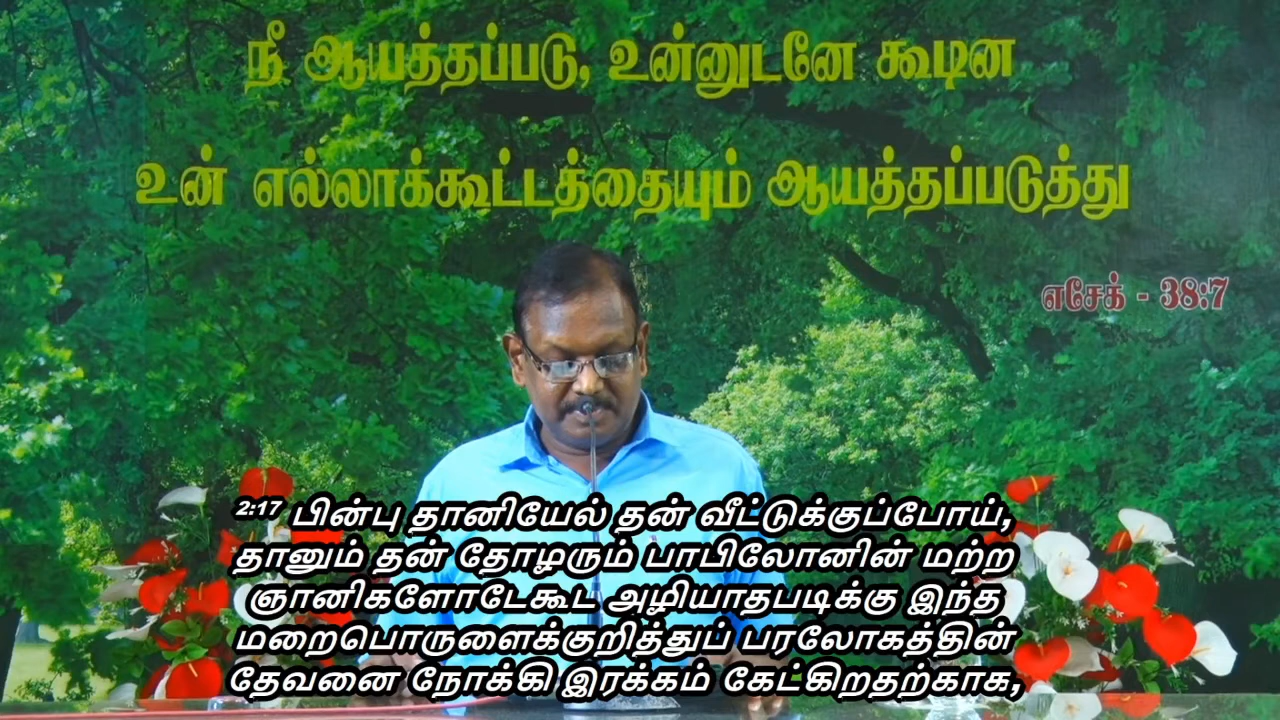 நீ ஆயத்தப்படு, உன்னுடனே கூடின
உன் எல்லாக்கூட்டத்தையும் ஆயத்தப்படுத்து
எசேக் - 38:7
2:17 பின்பு தானியேல் தன் வீட்டுக்குப்போய்,
தானும் தன் தோழரும் பாபிலோனின் மற்ற
ஞானிகளோடேகூட அழியாதபடிக்கு இந்த
மறைபொருளைக்குறித்துப் பரலோகத்தின்
தேவனை நோக்கி இரக்கம் கேட்கிறதற்காக,